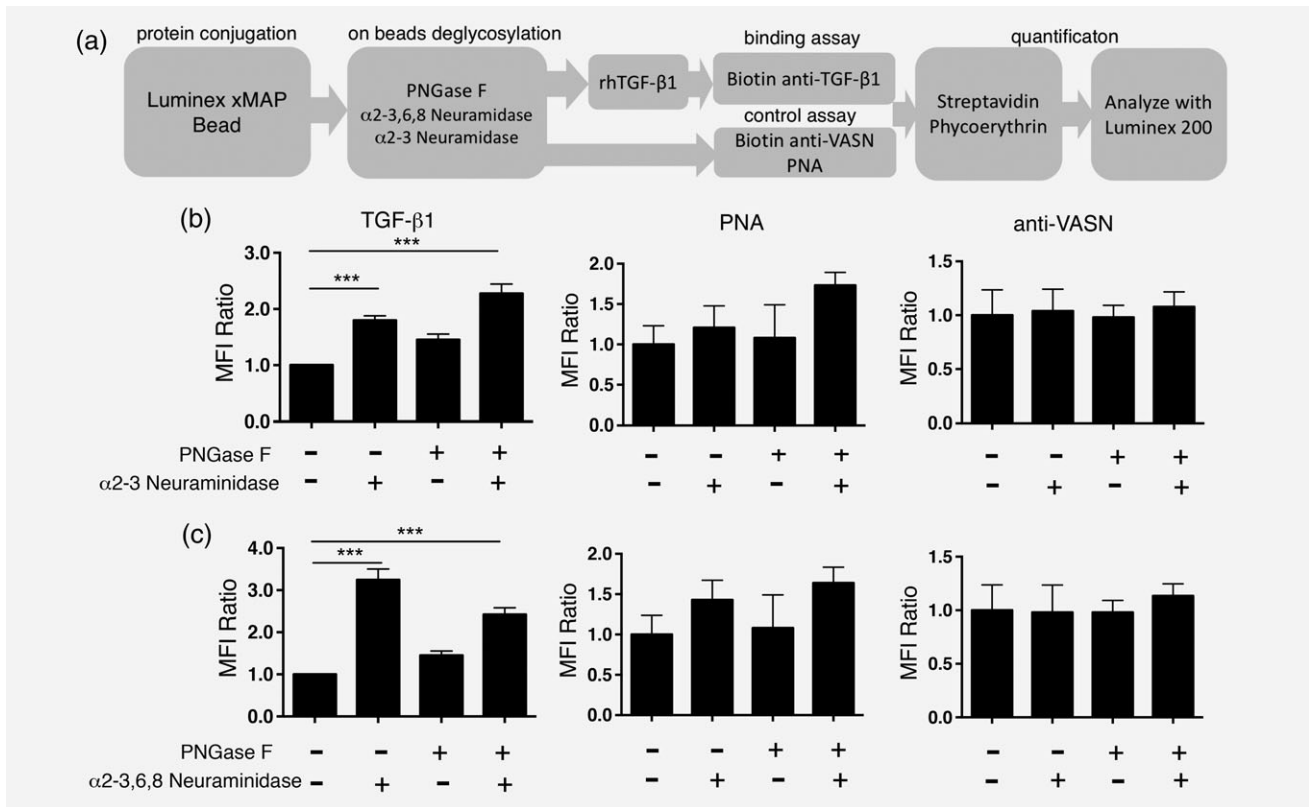 (a)
protein conjugation
on beads deglycosylation
binding assay
quantificaton
Luminex xMAP
Bead
PNGase F
α2-3,6,8 Neuramidase
α2-3 Neuramidase
rhTGF-β1
Biotin anti-TGF-β1
control assay
Biotin anti-VASN
PNA
Streptavidin
Phycoerythrin
Analyze with
Luminex 200
(b)
TGF-β1
MFI Ratio
3.0
2.0
1.0
0.0
***
***
PNA
MFI Ratio
2.0
1.5
1.0
0.5
0.0
anti-VASN
MFI Ratio
1.5
1.0
0.5
0.0
PNGase F - - + + - - + + - - + +
α2-3 Neuraminidase - + - + - + - + - + - +
(c)
MFI Ratio
4.0
3.0
2.0
1.0
0.0
***
***
MFI Ratio
2.0
1.5
1.0
0.5
0.0
MFI Ratio
1.5
1.0
0.5
0.0
PNGase F - - + + - - + + - - + +
α2-3,6,8 Neuraminidase - + - + - + - + - + - +